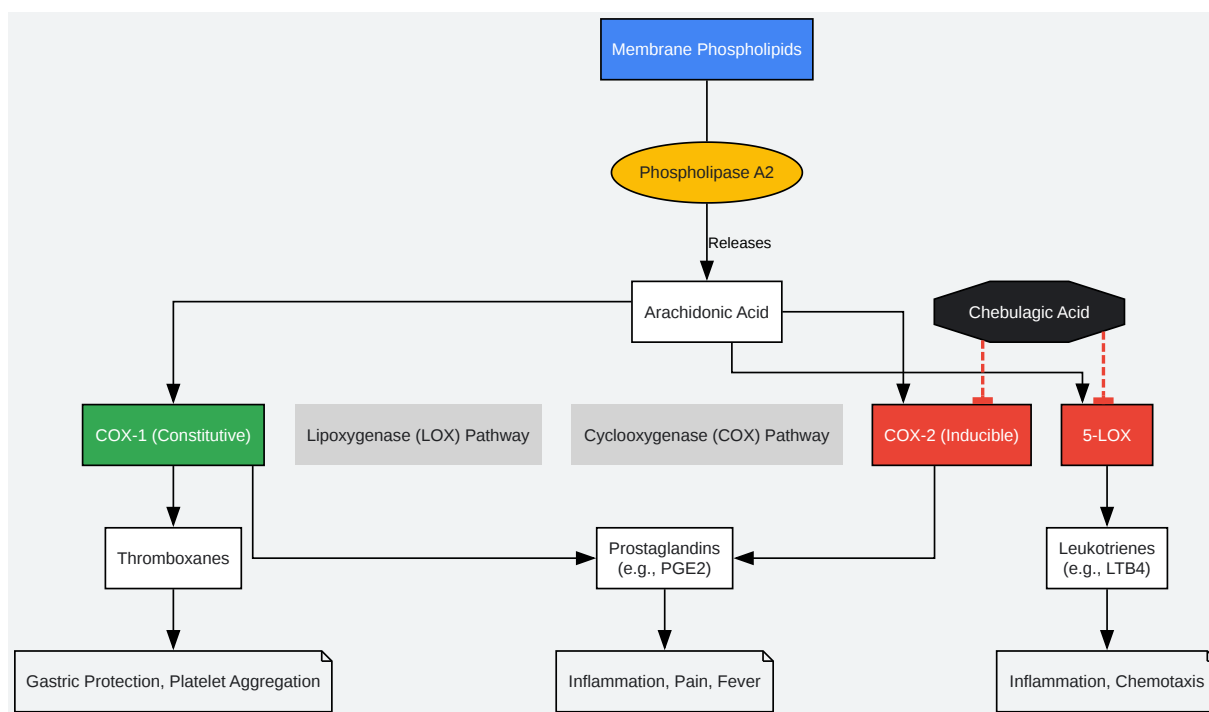 Membrane Phospholipids
Phospholipase A2
Releases
Arachidonic Acid
Chebulagic Acid
COX-1 (Constitutive)
Lipoxygenase (LOX) Pathway
Cyclooxygenase (COX) Pathway
COX-2 (Inducible)
5-LOX
Thromboxanes
Prostaglandins
(e.g., PGE2)
Leukotrienes
(e.g., LTB4)
Gastric Protection, Platelet Aggregation
Inflammation, Pain, Fever
Inflammation, Chemotaxis